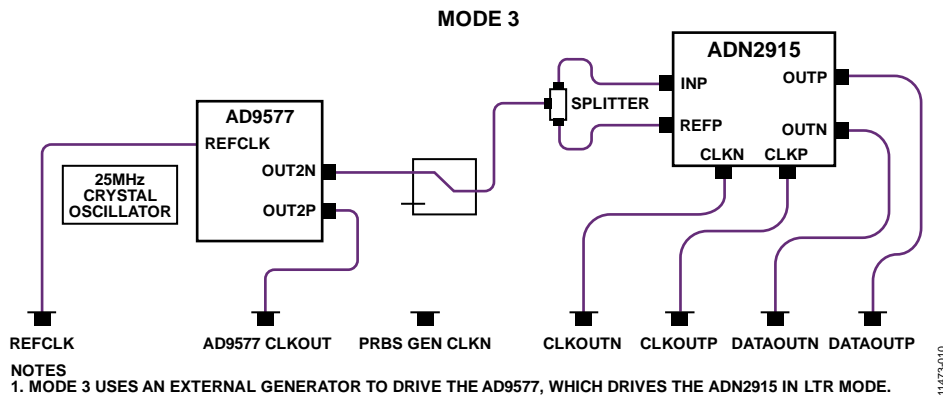 MODE 3
AD9577
REFCLK
OUT2N
OUT2P
25MHz
CRYSTAL
OSCILLATOR
SPLITTER
ADN2915
INP
OUTP
REFP
OUTN
CLKN CLKP
REFCLK
AD9577 CLKOUT
PRBS GEN CLKN
CLKOUTN
CLKOUTP
DATAOUTN
DATAOUTP
NOTES
1. MODE 3 USES AN EXTERNAL GENERATOR TO DRIVE THE AD9577, WHICH DRIVES THE ADN2915 IN LTR MODE.
11473-010